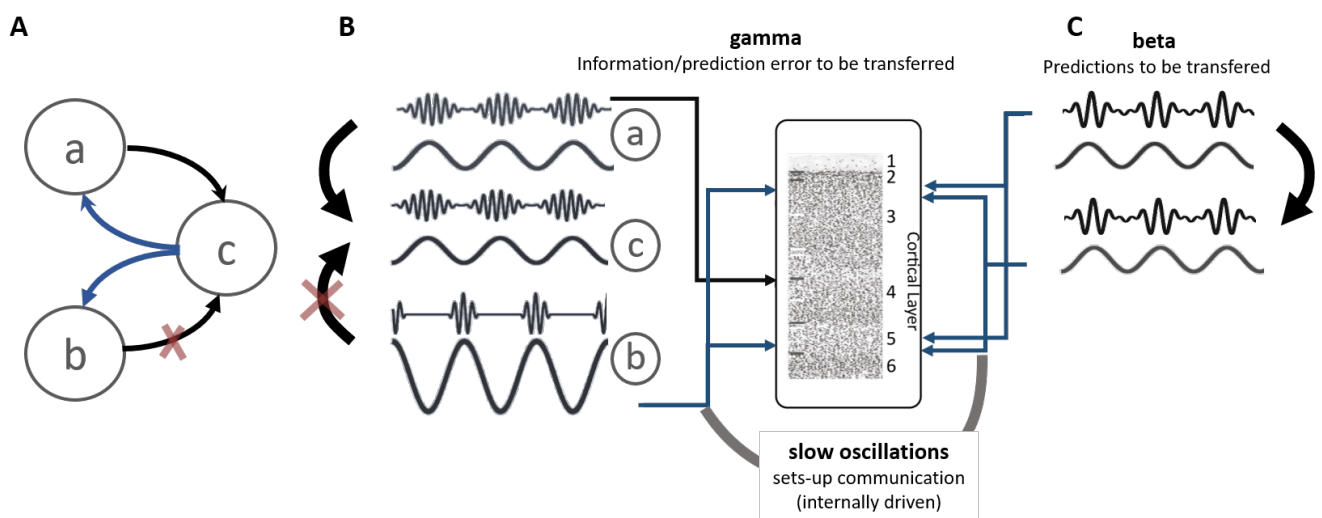 A
a
b
c
B
gamma
Information/prediction error to be transferred
a
c
b
1
2
3
4
5
6
Cortical Layer
slow oscillations
sets-up communication
(internally driven)
C
beta
Predictions to be transfered